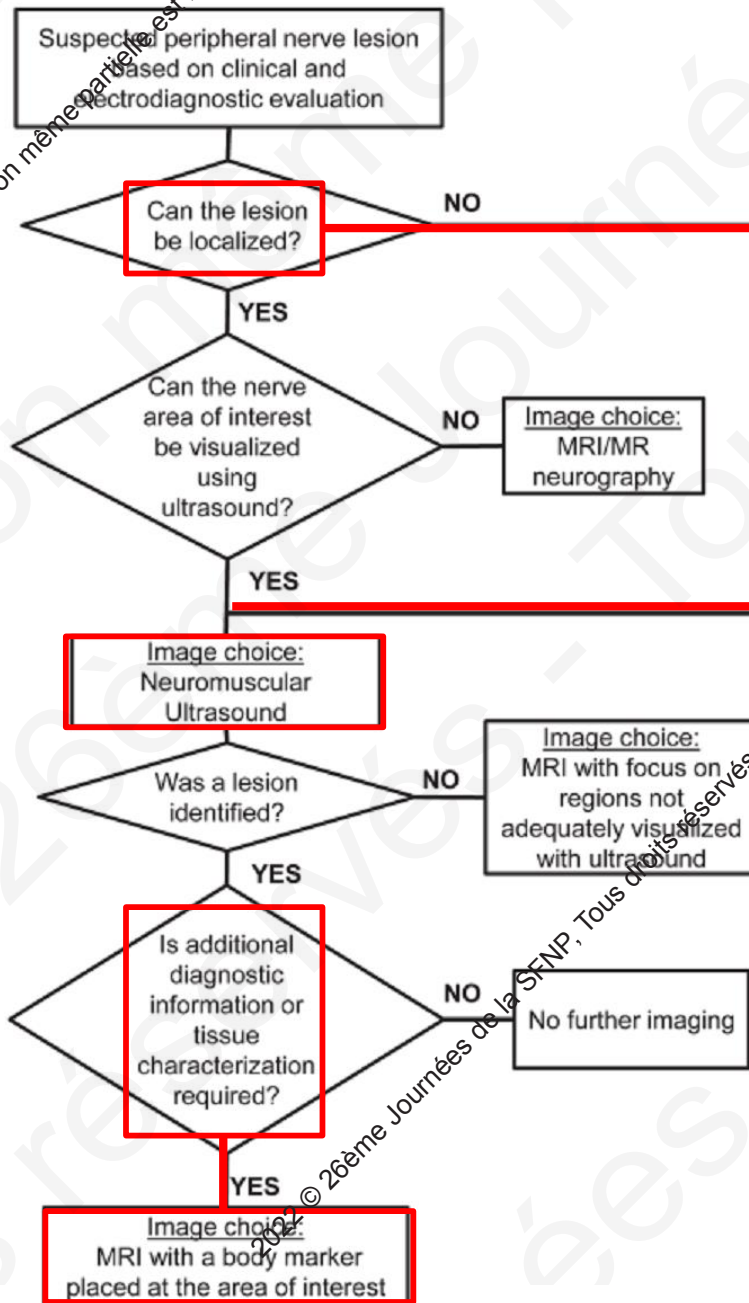 Suspected peripheral nerve lesion
based on clinical and
electrodiagnostic evaluation
Can the lesion
be localized?
NO
YES
Can the nerve
area of interest
be visualized
using
ultrasound?
NO
Image choice:
MRI/MR
neurography
YES
Image choice:
Neuromuscular
Ultrasound
Was a lesion
identified?
NO
Image choice:
MRI with focus on
regions not
adequately visualized
with ultrasound
YES
Is additional
diagnostic
information or
tissue
characterization
required?
NO
No further imaging
YES
Image choice:
MRI with a body marker
placed at the area of interest
on même partielle est
2022 © 26ème Journées de la SFNP, Tous droits réservés